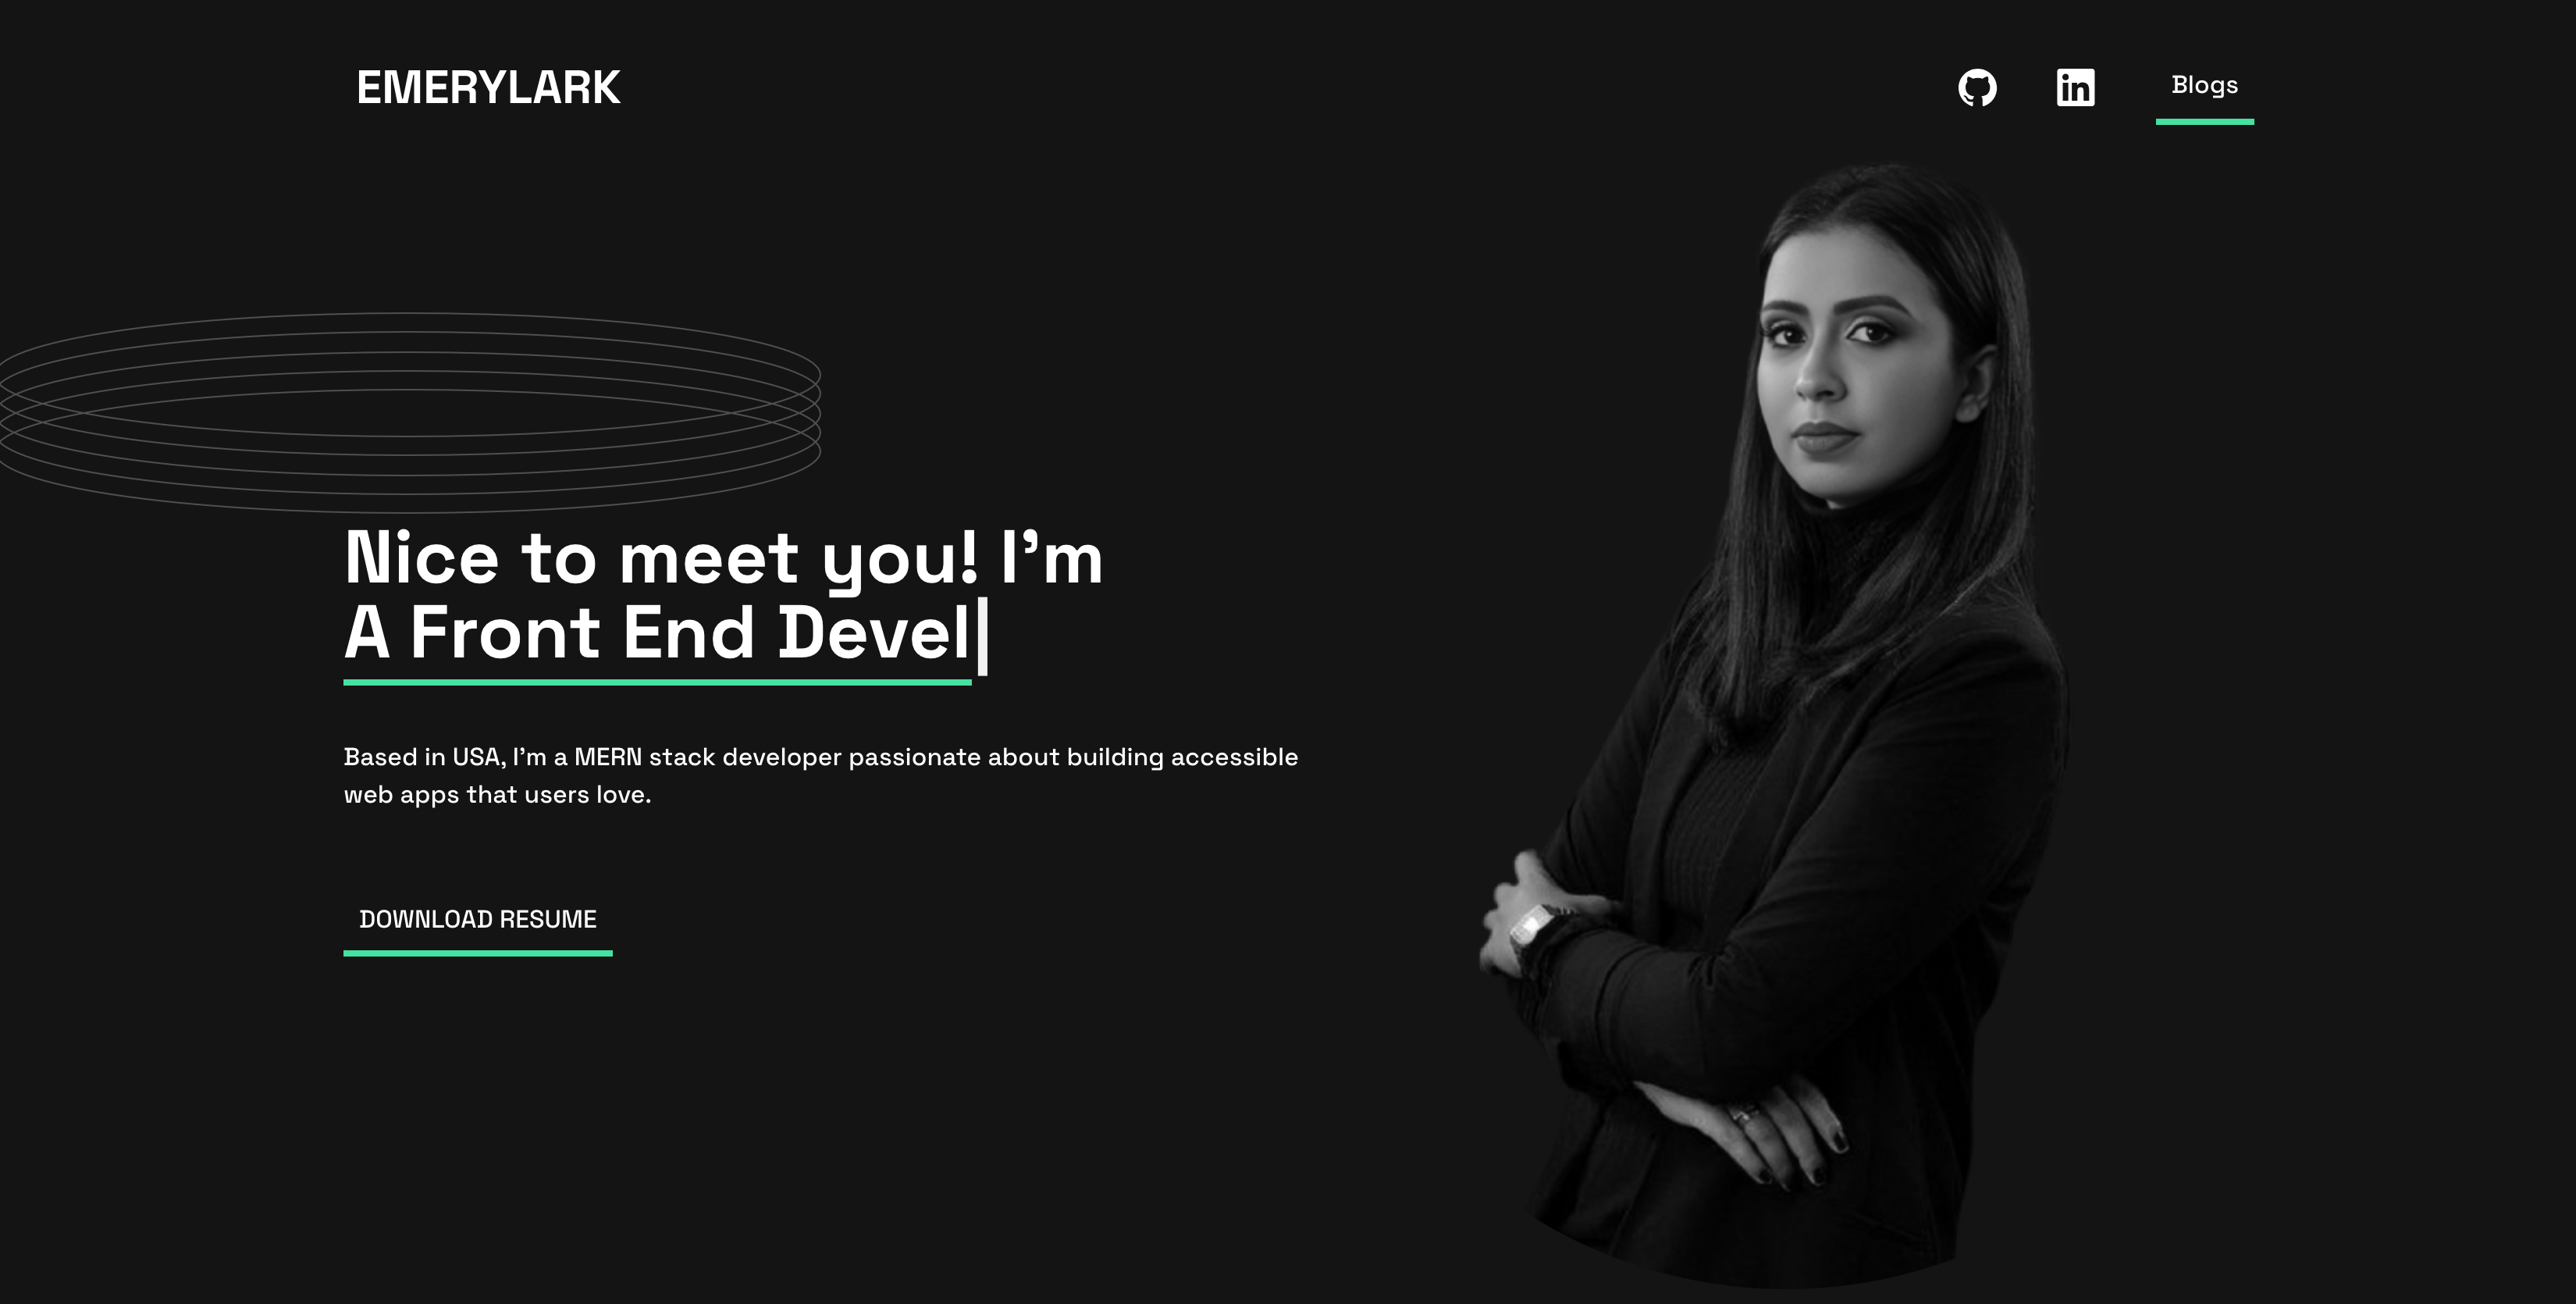 EMERYLARK
Blogs
Nice to meet you! I’m
A Front End Devel|
Based in USA, I’m a MERN stack developer passionate about building accessible
web apps that users love.
DOWNLOAD RESUME